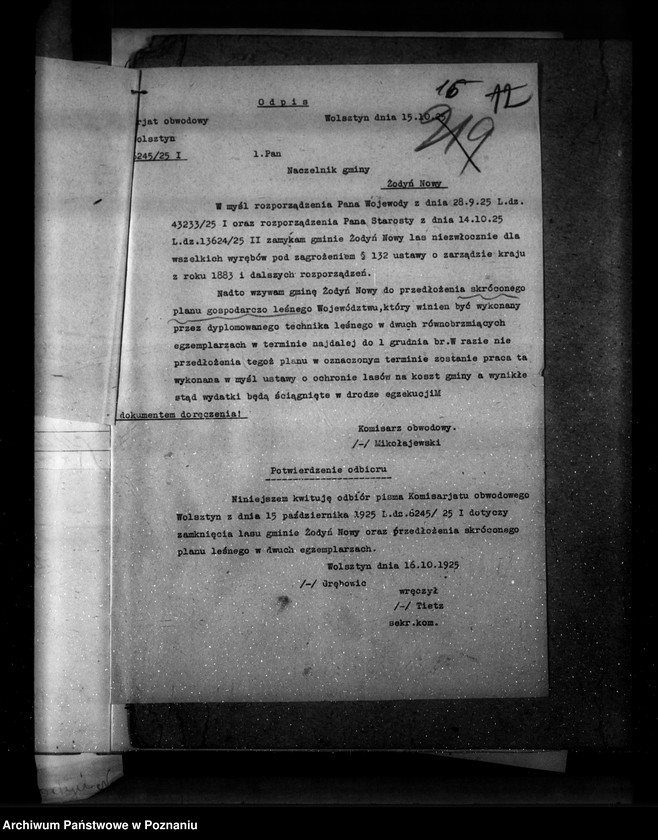 15 AL
219
Odpis
rjat obwodowy Wolsztyn dnia 15.10.25
olsztyn
6245/25 I 1.Pan
Naczelnik gminy
Żodyń Nowy
W myśl rozporządzenia Pana Wojewody z dnia 28.9.25 L.dz.
43233/25 I oraz rozporządzenia Pana Starosty z dnia 14.10.25
L.dz.13624/25 II zamykam gminie Żodyń Nowy las niezwłocznie dla
wszelkich wyrębów pod zagrożeniem § 132 ustawy o zarządzie kraju
z roku 1883 i dalszych rozporządzeń.
Nadto wzywam gminę Żodyń Nowy do przedłożenia skróconego
planu gospodarczo leśnego Województwu,który winien być wykonany
przez dyplomowanego technika leśnego w dwuch równobrzmiących
egzemplarzach w terminie najdalej do 1 grudnia br.W razie nie
przedłożenia tegoż planu w oznaczonym terminie zostanie praca ta
wykonana w myśl ustawy o ochronie lasów na koszt gminy a wynikłe
stąd wydatki będą ściągnięte w drodze egzekucjiM
dokumentem doręczenia!
Komisarz obwodowy.
/-/ Mikołajewski
Potwierdzenie odbioru
Niniejszem kwituję odbiór pisma Komisarjatu obwodowego
Wolsztyn z dnia 15 października 1925 L.dz.6245/ 25 I dotyczy
zamknięcia lasu gminie Żodyń Nowy oraz przedłożenia skróconego
planu leśnego w dwuch egzemplarzach.
Wolsztyn dnia 16.10.1925
/-/
wręczył
/-/ Tietz
sekr.kom.
Archiwum Państwowe w Poznaniu